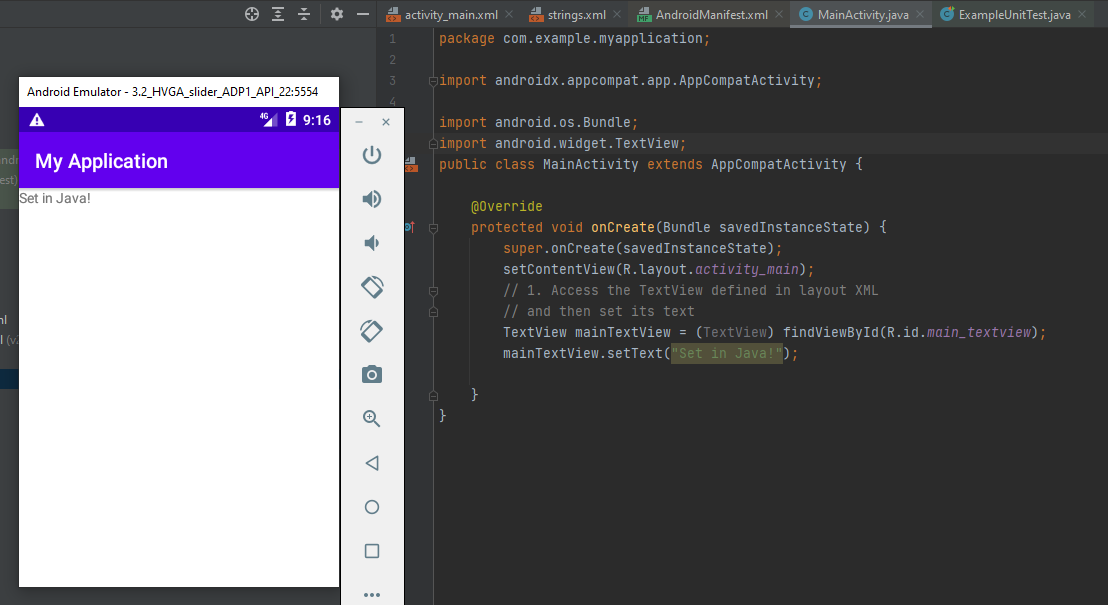 activity_main.xml
strings.xml
AndroidManifest.xml
MainActivity.java
ExampleUnitTest.java
Android Emulator - 3.2_HVGA_slider_ADP1_API_22:5554
4G
9:16
My Application
Set in Java!
1 package com.example.myapplication;
2
3 import androidx.appcompat.app.AppCompatActivity;
4
import android.os.Bundle;
import android.widget.TextView;
public class MainActivity extends AppCompatActivity {
@Override
protected void onCreate(Bundle savedInstanceState) {
super.onCreate(savedInstanceState);
setContentView(R.layout.activity_main);
// 1. Access the TextView defined in layout XML
// and then set its text
TextView mainTextView = (TextView) findViewById(R.id.main_textview);
mainTextView.setText("Set in Java!");
}
}